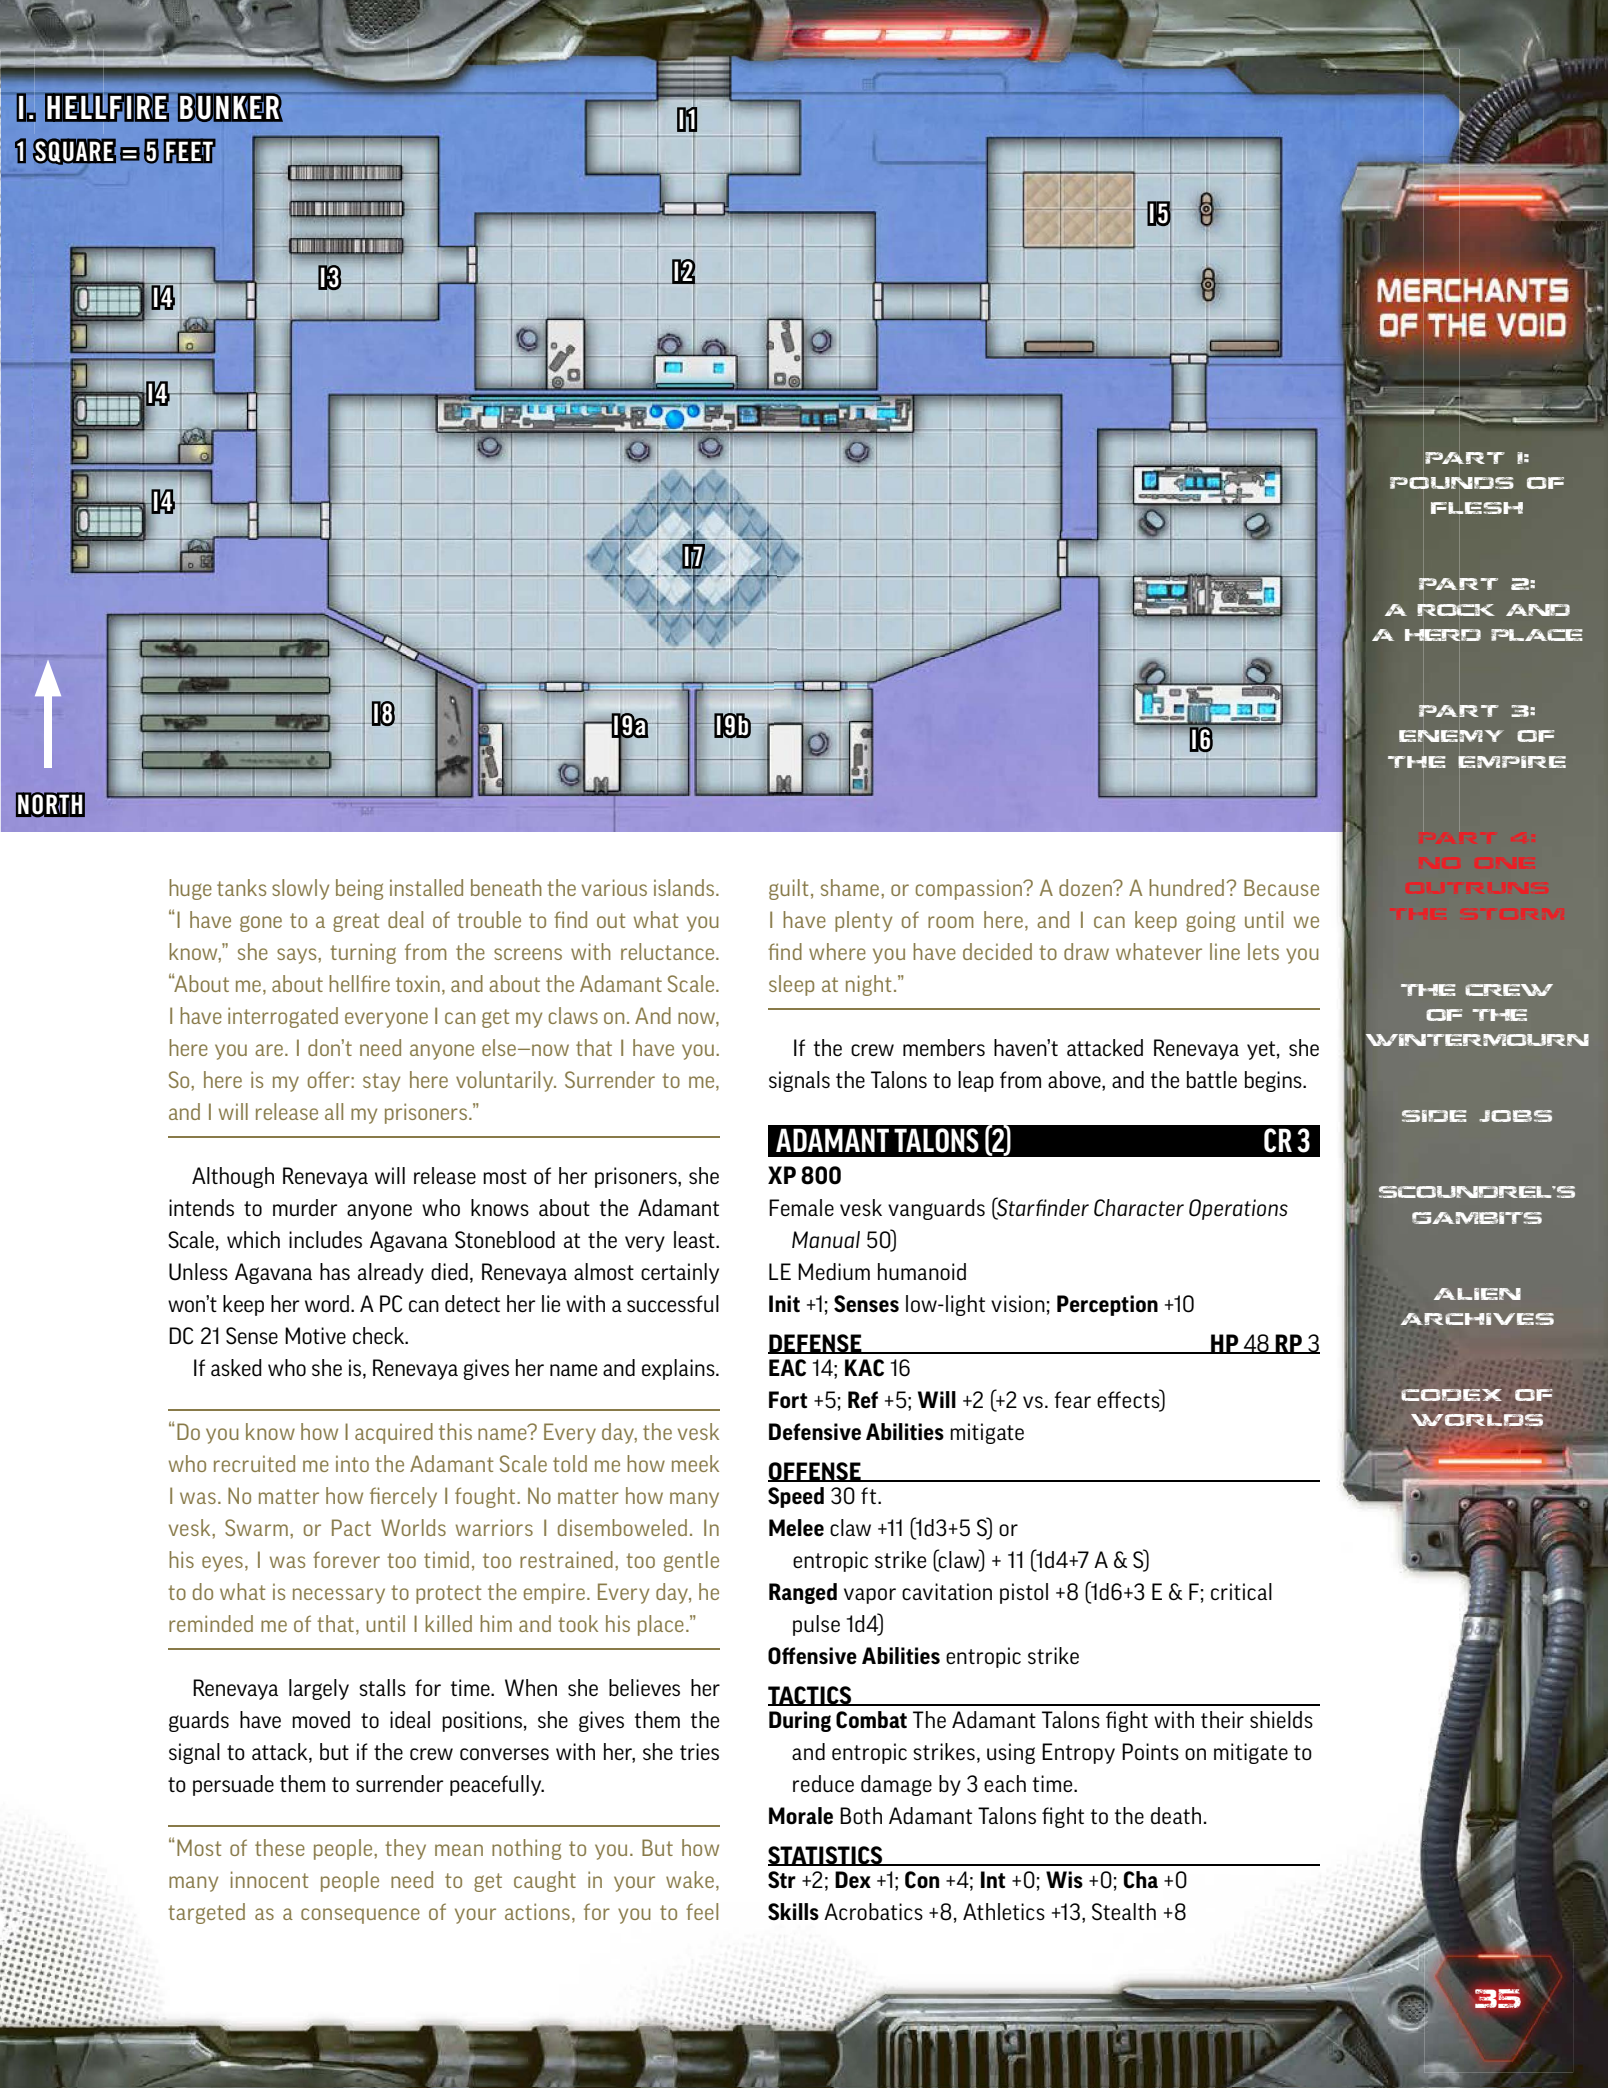 I. HELLFIRE BUNKER
1 SQUARE = 5 FEET
I1
I2
I3
I4
I4
I4
I5
I6
I7
I8
I9a
I9b
NORTH
huge tanks slowly being installed beneath the various islands.
“I have gone to a great deal of trouble to find out what you
know,” she says, turning from the screens with reluctance.
“About me, about hellfire toxin, and about the Adamant Scale.
I have interrogated everyone I can get my claws on. And now,
here you are. I don’t need anyone else—now that I have you.
So, here is my offer: stay here voluntarily. Surrender to me,
and I will release all my prisoners.”
Although Renevaya will release most of her prisoners, she
intends to murder anyone who knows about the Adamant
Scale, which includes Agavana Stoneblood at the very least.
Unless Agavana has already died, Renevaya almost certainly
won’t keep her word. A PC can detect her lie with a successful
DC 21 Sense Motive check.
If asked who she is, Renevaya gives her name and explains.
“Do you know how I acquired this name? Every day, the vesk
who recruited me into the Adamant Scale told me how meek
I was. No matter how fiercely I fought. No matter how many
vesk, Swarm, or Pact Worlds warriors I disemboweled. In
his eyes, I was forever too timid, too restrained, too gentle
to do what is necessary to protect the empire. Every day, he
reminded me of that, until I killed him and took his place.”
Renevaya largely stalls for time. When she believes her
guards have moved to ideal positions, she gives them the
signal to attack, but if the crew converses with her, she tries
to persuade them to surrender peacefully.
“Most of these people, they mean nothing to you. But how
many innocent people need to get caught in your wake,
targeted as a consequence of your actions, for you to feel
guilt, shame, or compassion? A dozen? A hundred? Because
I have plenty of room here, and I can keep going until we
find where you have decided to draw whatever line lets you
sleep at night.”
If the crew members haven’t attacked Renevaya yet, she
signals the Talons to leap from above, and the battle begins.
ADAMANT TALONS (2) CR 3
XP 800
Female vesk vanguards (Starfinder Character Operations
Manual 50)
LE Medium humanoid
Init +1; Senses low-light vision; Perception +10
DEFENSE HP 48 RP 3
EAC 14; KAC 16
Fort +5; Ref +5; Will +2 (+2 vs. fear effects)
Defensive Abilities mitigate
OFFENSE
Speed 30 ft.
Melee claw +11 (1d3+5 S) or
entropic strike (claw) + 11 (1d4+7 A & S)
Ranged vapor cavitation pistol +8 (1d6+3 E & F; critical
pulse 1d4)
Offensive Abilities entropic strike
TACTICS
During Combat The Adamant Talons fight with their shields
and entropic strikes, using Entropy Points on mitigate to
reduce damage by 3 each time.
Morale Both Adamant Talons fight to the death.
STATISTICS
Str +2; Dex +1; Con +4; Int +0; Wis +0; Cha +0
Skills Acrobatics +8, Athletics +13, Stealth +8
MERCHANTS
OF THE VOID
PART 1:
POUNDS OF
FLESH
PART 2:
A ROCK AND
A HERD PLACE
PART 3:
ENEMY OF
THE EMPIRE
PART 4:
NO ONE
OUTRUNS
THE STORM
THE CREW
OF THE
WINTERMOURN
SIDE JOBS
SCOUNDREL'S
GAMBITS
ALIEN
ARCHIVES
CODEX OF
WORLDS
35